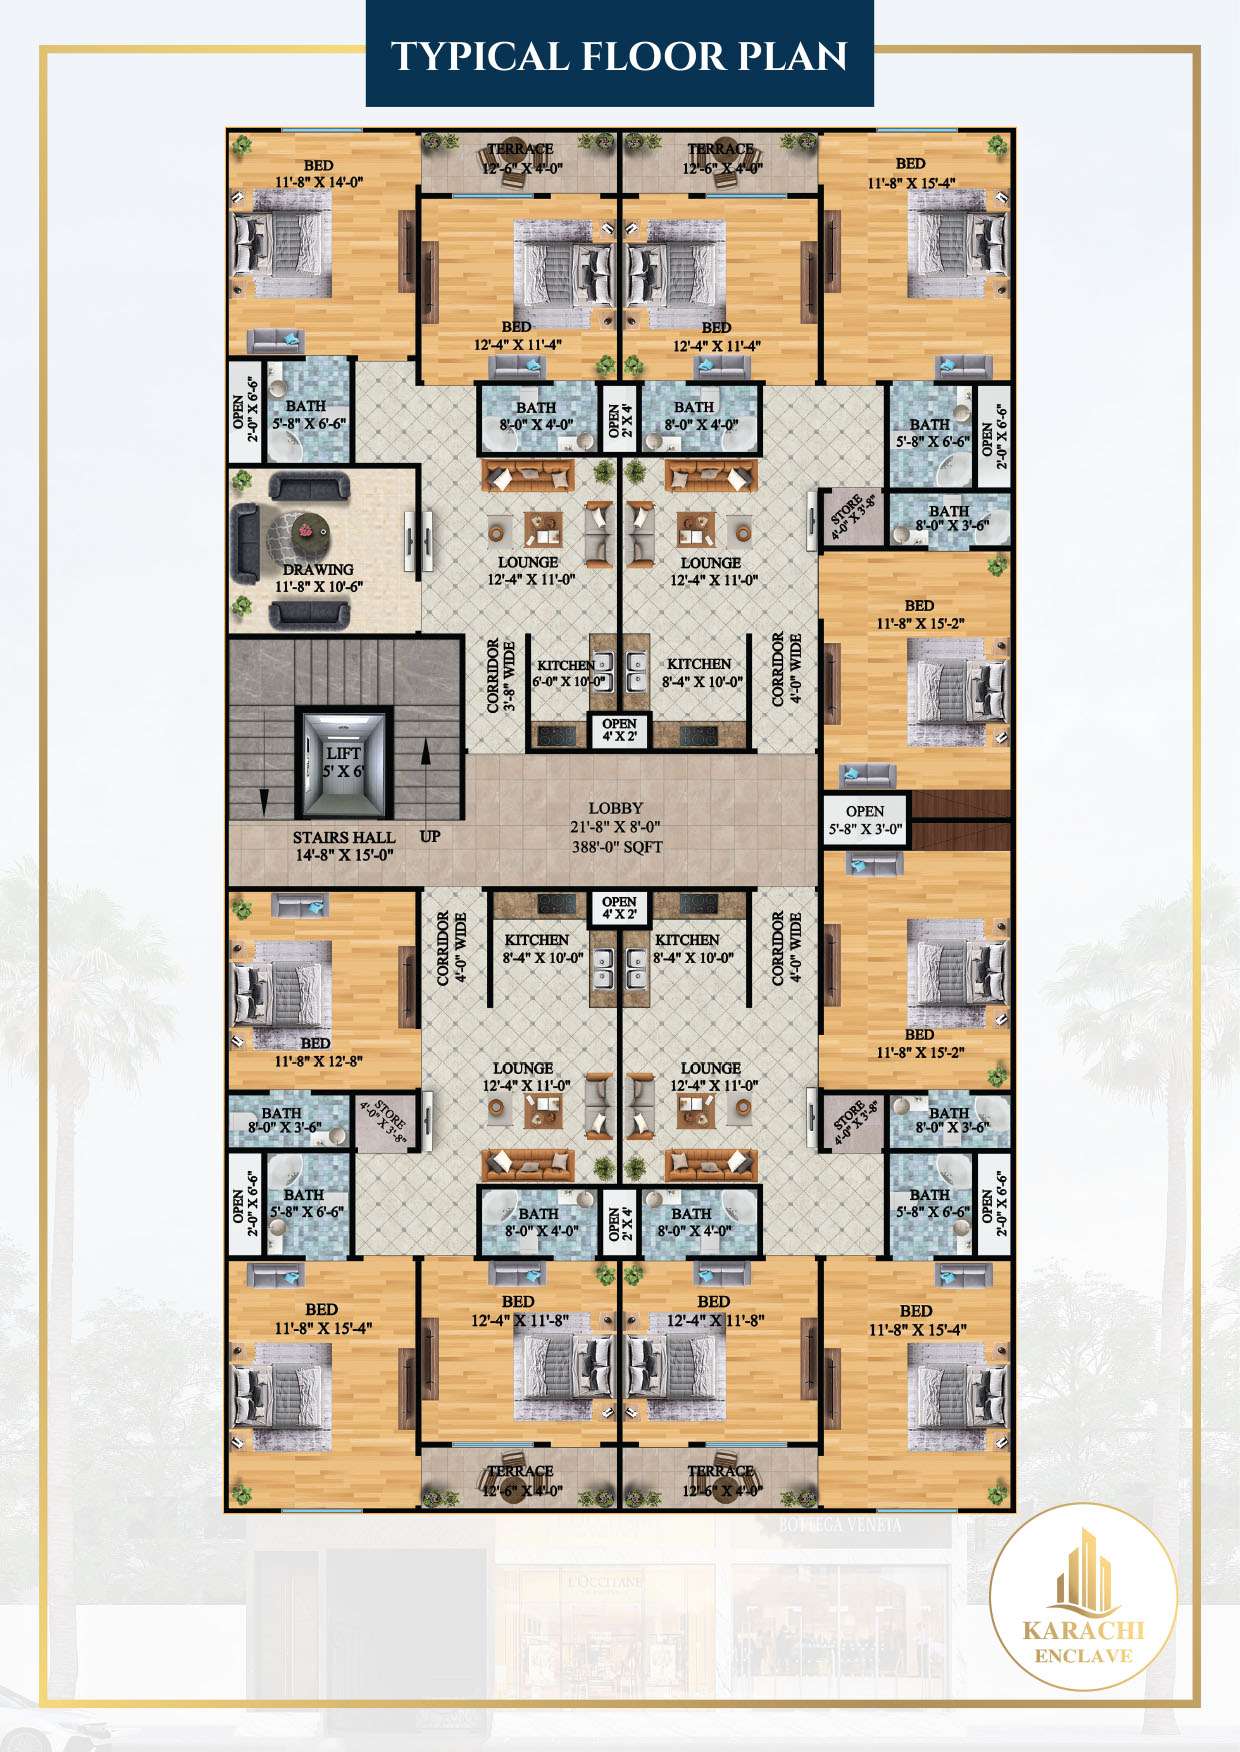 TYPICAL FLOOR PLAN
BED
11'-8" X 14'-0"
TERRACE
12'-6" X 4'-0"
TERRACE
12'-6" X 4'-0"
BED
11'-8" X 15'-4"
BED
12'-4" X 11'-4"
BED
12'-4" X 11'-4"
OPEN
2'-0" X 6'-6"
BATH
5'-8" X 6'-6"
BATH
8'-0" X 4'-0"
OPEN
2' X 4'
BATH
8'-0" X 4'-0"
BATH
5'-8" X 6'-6"
OPEN
2'-0" X 6'-6"
STORE
4'-0" X 3'-8"
BATH
8'-0" X 3'-6"
DRAWING
11'-8" X 10'-6"
LOUNGE
12'-4" X 11'-0"
LOUNGE
12'-4" X 11'-0"
BED
11'-8" X 15'-2"
CORRIDOR
3'-8" WIDE
KITCHEN
6'-0" X 10'-0"
KITCHEN
8'-4" X 10'-0"
CORRIDOR
4'-0" WIDE
OPEN
4' X 2'
LIFT
5' X 6'
LOBBY
21'-8" X 8'-0"
388'-0" SQFT
OPEN
5'-8" X 3'-0"
STAIRS HALL
14'-8" X 15'-0"
UP
OPEN
4' X 2'
CORRIDOR
4'-0" WIDE
KITCHEN
8'-4" X 10'-0"
KITCHEN
8'-4" X 10'-0"
CORRIDOR
4'-0" WIDE
BED
11'-8" X 12'-8"
BED
11'-8" X 15'-2"
LOUNGE
12'-4" X 11'-0"
LOUNGE
12'-4" X 11'-0"
BATH
8'-0" X 3'-6"
STORE
4'-0" X 3'-8"
STORE
4'-0" X 3'-8"
BATH
8'-0" X 3'-6"
OPEN
2'-0" X 6'-6"
BATH
5'-8" X 6'-6"
BATH
8'-0" X 4'-0"
OPEN
2' X 4'
BATH
8'-0" X 4'-0"
BATH
5'-8" X 6'-6"
OPEN
2'-0" X 6'-6"
BED
11'-8" X 15'-4"
BED
12'-4" X 11'-8"
BED
12'-4" X 11'-8"
BED
11'-8" X 15'-4"
TERRACE
12'-6" X 4'-0"
TERRACE
12'-6" X 4'-0"
BOTTEGA VENETA
L'OCCITANE
KARACHI
ENCLAVE